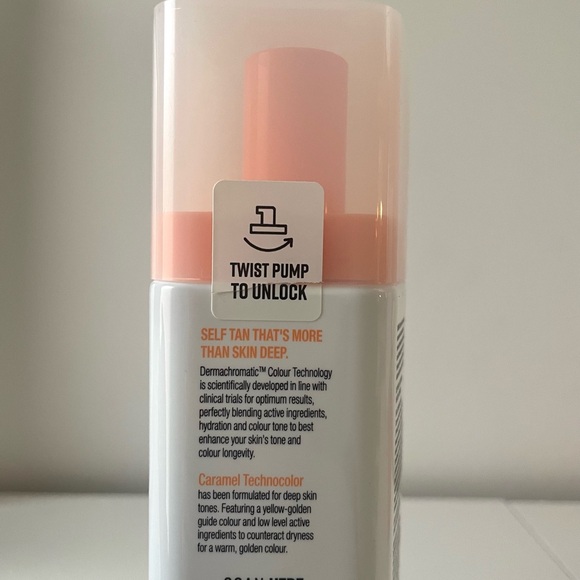 TWIST PUMP
TO UNLOCK
SELF TAN THAT'S MORE
THAN SKIN DEEP.
Dermachromatic™ Colour Technology
is scientifically developed in line with
clinical trials for optimum results,
perfectly blending active ingredients,
hydration and colour tone to best
enhance your skin's tone and
colour longevity.
Caramel Technocolor
has been formulated for deep skin
tones. Featuring a yellow-golden
guide colour and low level active
ingredients to counteract dryness
for a warm, golden colour.
SCAN HERE